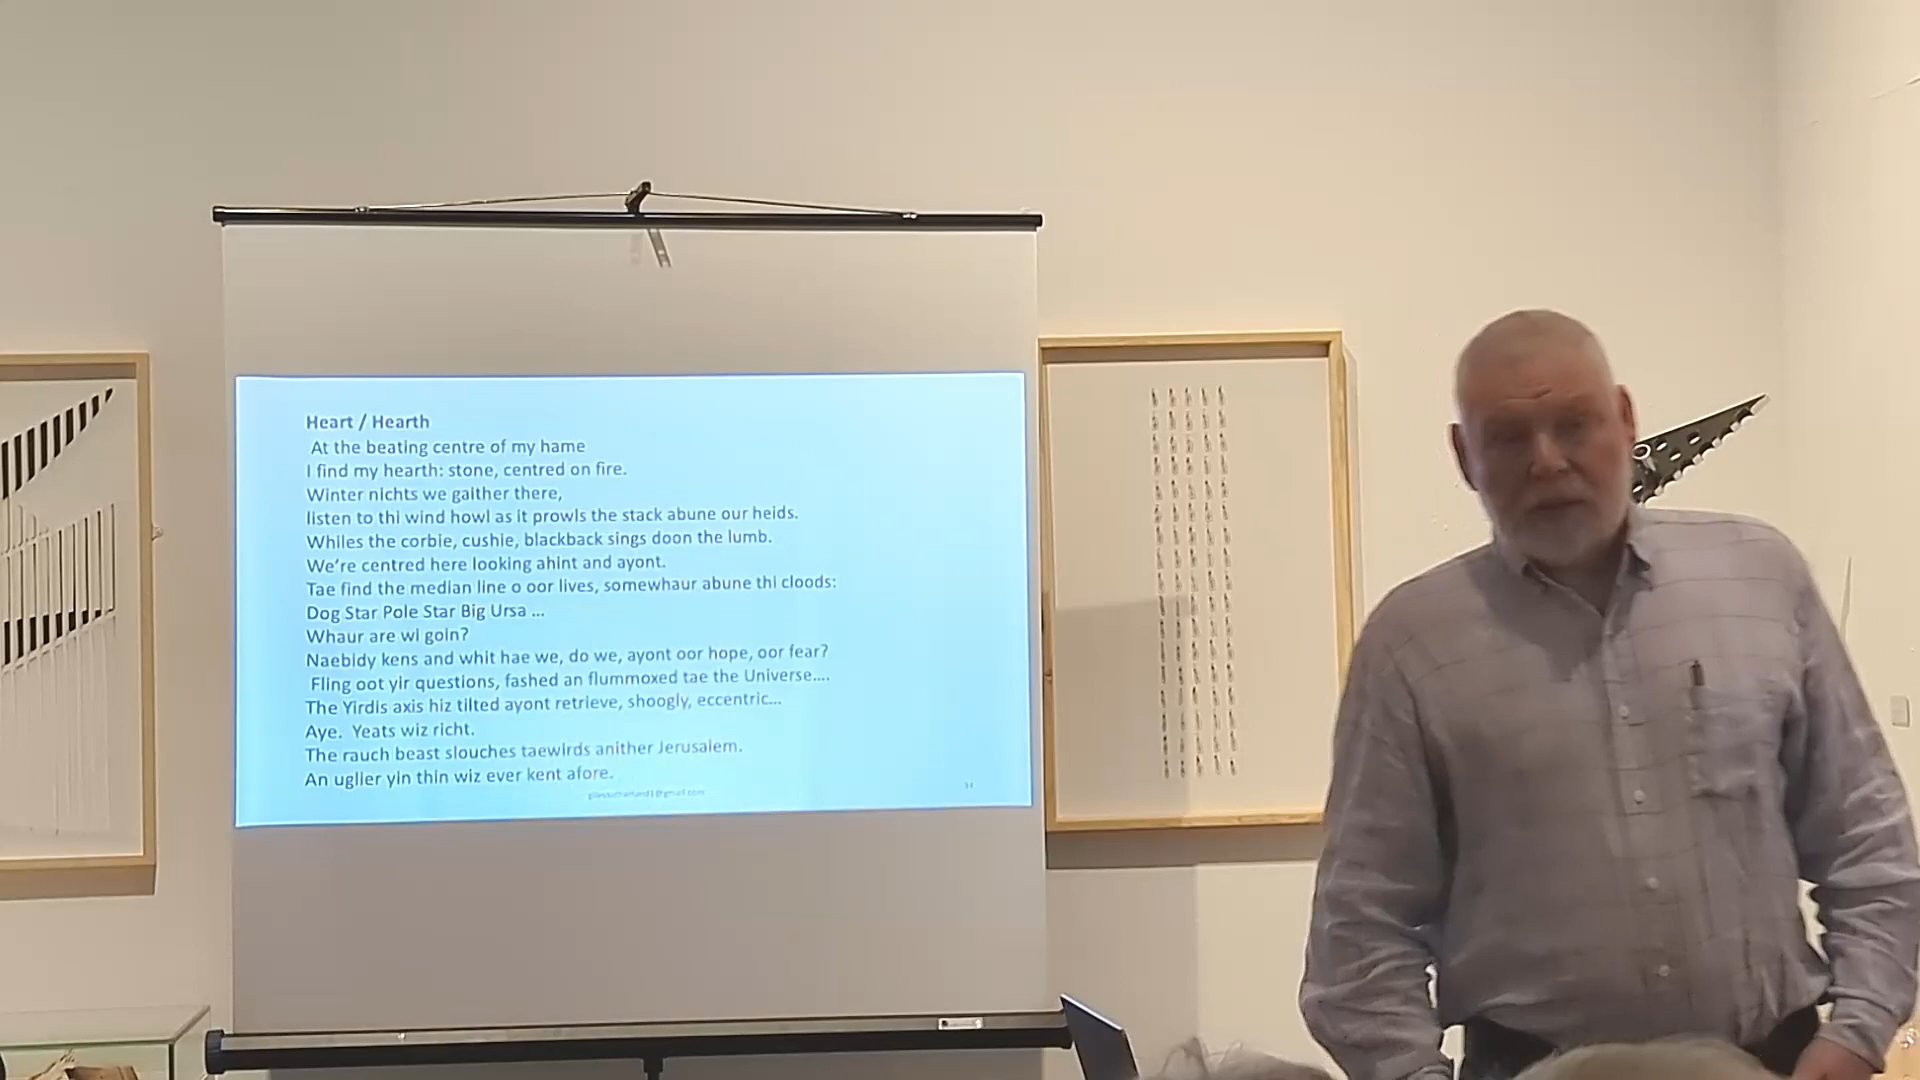 Heart / Hearth
At the beating centre of my hame
I find my hearth: stone, centred on fire.
Winter nichts we gaither there,
listen to thi wind howl as it prowls the stack abune our heids.
Whiles the corbie, cushie, blackback sings doon the lumb.
We're centred here looking ahint and ayont.
Tae find the median line o oor lives, somewhaur abune thi cloods:
Dog Star Pole Star Big Ursa ...
Whaur are wi goin?
Naebidy kens and whit hae we, do we, ayont oor hope, oor fear?
Fling oot yir questions, fashed an flummoxed tae the Universe....
The Yirdis axis hiz tilted ayont retrieve, shoogly, eccentric...
Aye. Yeats wiz richt.
The rauch beast slouches taewirds anither Jerusalem.
An uglier yin thin wiz ever kent afore.